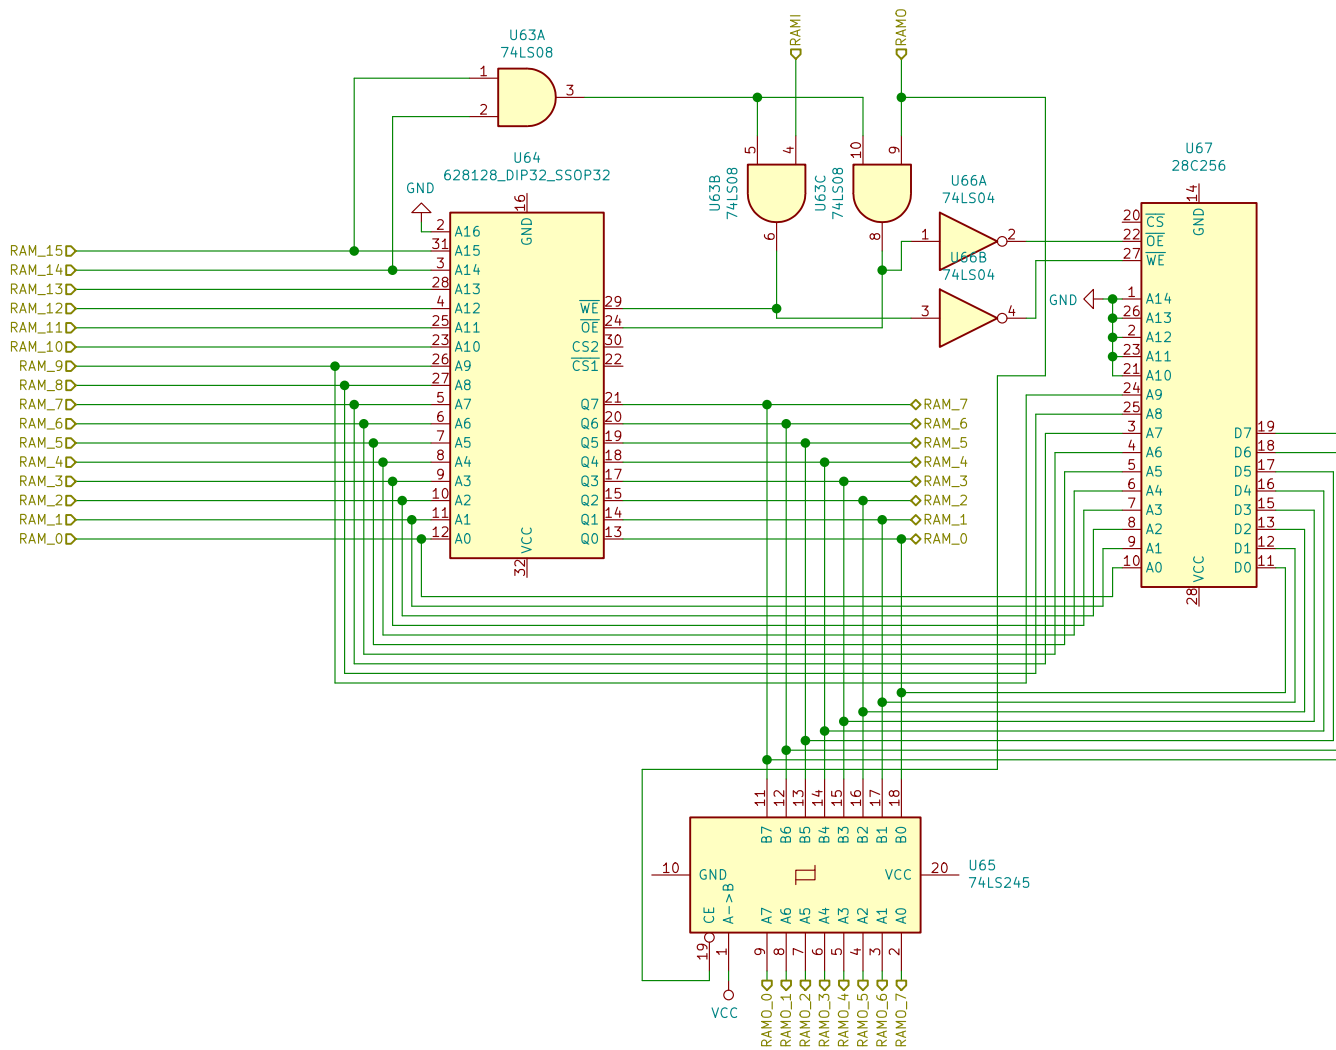 RAMI
RAMO
U63A
74LS08
1
2
3
U64
628128_DIP32_SSOP32
GND
16
GND
2 A16
RAM_15 31 A15
RAM_14 3 A14
RAM_13 28 A13
RAM_12 4 A12
RAM_11 25 A11
RAM_10 23 A10
RAM_9 26 A9
RAM_8 27 A8
RAM_7 5 A7
RAM_6 6 A6
RAM_5 7 A5
RAM_4 8 A4
RAM_3 9 A3
RAM_2 10 A2
RAM_1 11 A1
RAM_0 12 A0
WE 29
OE 24
CS2 30
CS1 22
Q7 21 RAM_7
Q6 20 RAM_6
Q5 19 RAM_5
Q4 18 RAM_4
Q3 17 RAM_3
Q2 15 RAM_2
Q1 14 RAM_1
Q0 13 RAM_0
VCC
32
5
4
U63B
74LS08
6
10
9
U63C
74LS08
8
U66A
74LS04
1
2
U66B
74LS04
3
4
U67
28C256
14
GND
20 CS
22 OE
27 WE
GND
1 A14
26 A13
2 A12
23 A11
21 A10
24 A9
25 A8
3 A7
4 A6
5 A5
6 A4
7 A3
8 A2
9 A1
10 A0
D7 19
D6 18
D5 17
D4 16
D3 15
D2 13
D1 12
D0 11
VCC
28
11 12 13 14 15 16 17 18
B7 B6 B5 B4 B3 B2 B1 B0
10 GND
VCC 20
U65
74LS245
CE A->B A7 A6 A5 A4 A3 A2 A1 A0
19 1 9 8 7 6 5 4 3 2
VCC
RAMO_0
RAMO_1
RAMO_2
RAMO_3
RAMO_4
RAMO_5
RAMO_6
RAMO_7